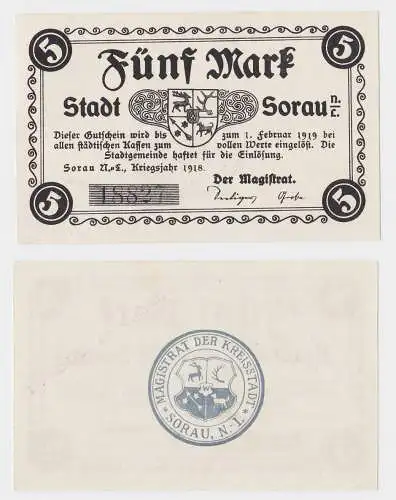 5 5
Fünf Mark
Stadt Sorau N./L.
Dieser Gutschein wird bis zum 1. Februar 1919 bei
allen städtischen Kassen zum vollen Werte eingelöst. Die
Stadtgemeinde haftet für die Einlösung.
Sorau N.-L., Kriegsjahr 1918.
Der Magistrat.
18827
5 5
MAGISTRAT DER KREISSTADT
* SORAU, N-L. *